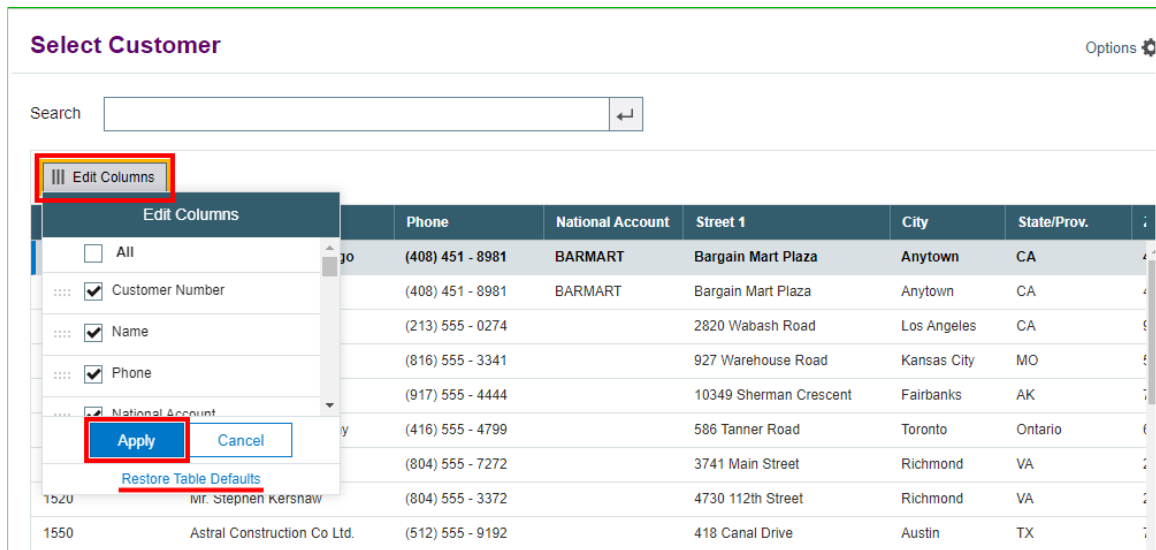 Select Customer
Options
Search
Edit Columns
Edit Columns
Phone National Account Street 1 City State/Prov.
All
(408) 451 - 8981 BARMART Bargain Mart Plaza Anytown CA
Customer Number
(408) 451 - 8981 BARMART Bargain Mart Plaza Anytown CA
Name
(213) 555 - 0274 2820 Wabash Road Los Angeles CA
Phone
(816) 555 - 3341 927 Warehouse Road Kansas City MO
National Account
(917) 555 - 4444 10349 Sherman Crescent Fairbanks AK
Apply Cancel
(416) 555 - 4799 586 Tanner Road Toronto Ontario
Restore Table Defaults
(804) 555 - 7272 3741 Main Street Richmond VA
1520 Mr. Stephen Kershaw (804) 555 - 3372 4730 112th Street Richmond VA
1550 Astral Construction Co Ltd. (512) 555 - 9192 418 Canal Drive Austin TX